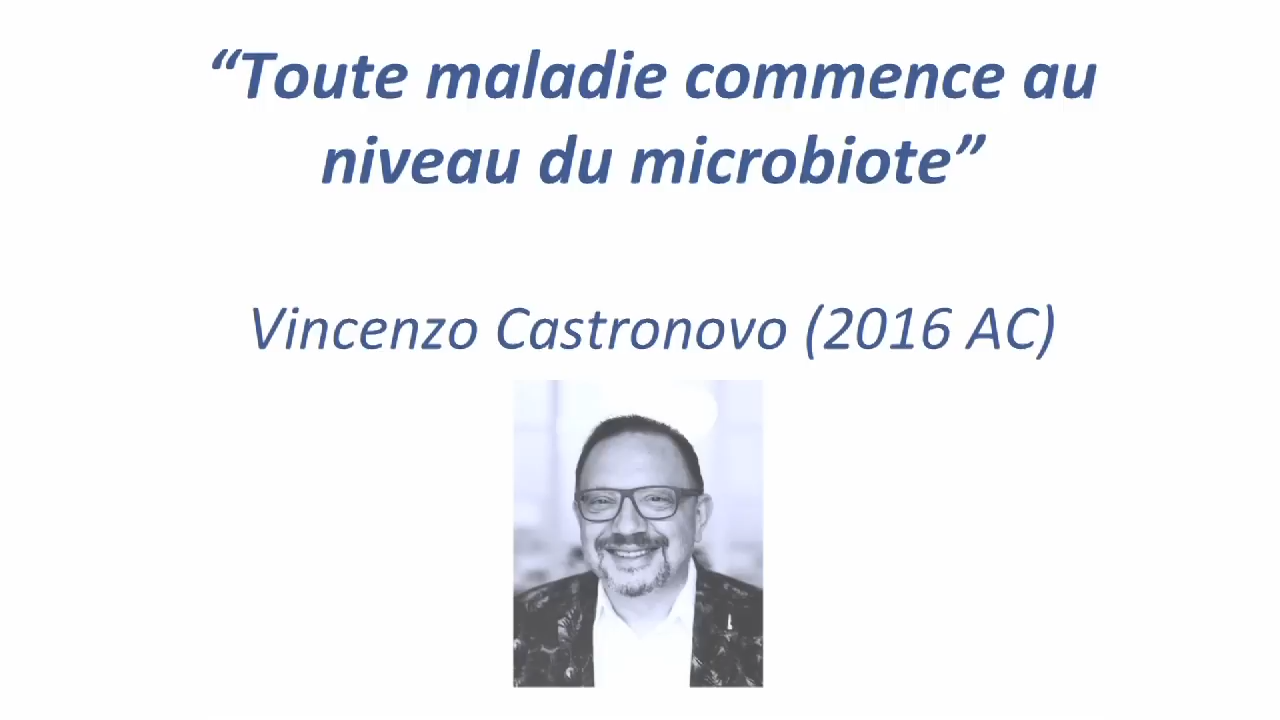 “Toute maladie commence au
niveau du microbiote”
Vincenzo Castronovo (2016 AC)